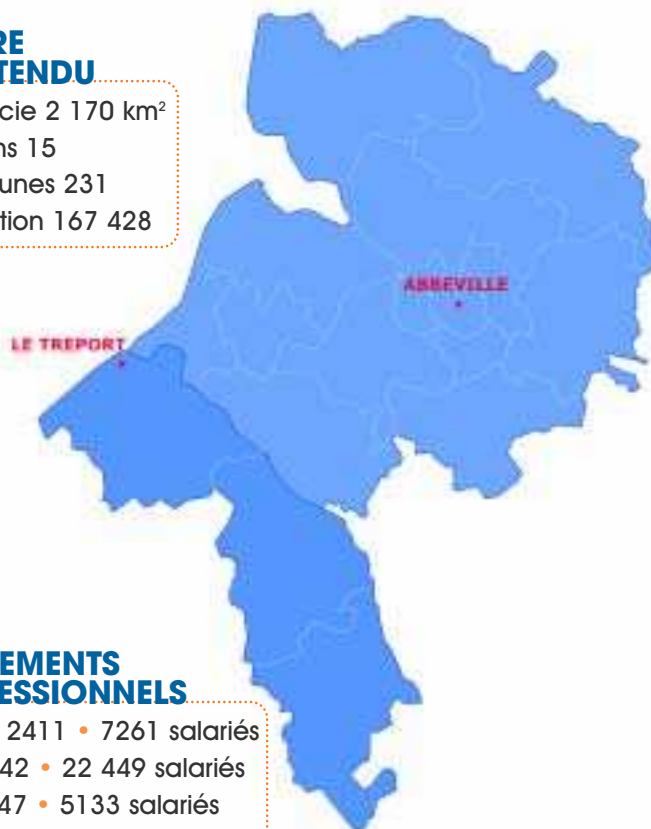 RE
TENDU
cie 2 170 km²
ns 15
unes 231
tion 167 428
ABBEVILLE
LE TREPORT
EMENTS
ESSIONNELS
2411 • 7261 salariés
42 • 22 449 salariés
47 • 5133 salariés